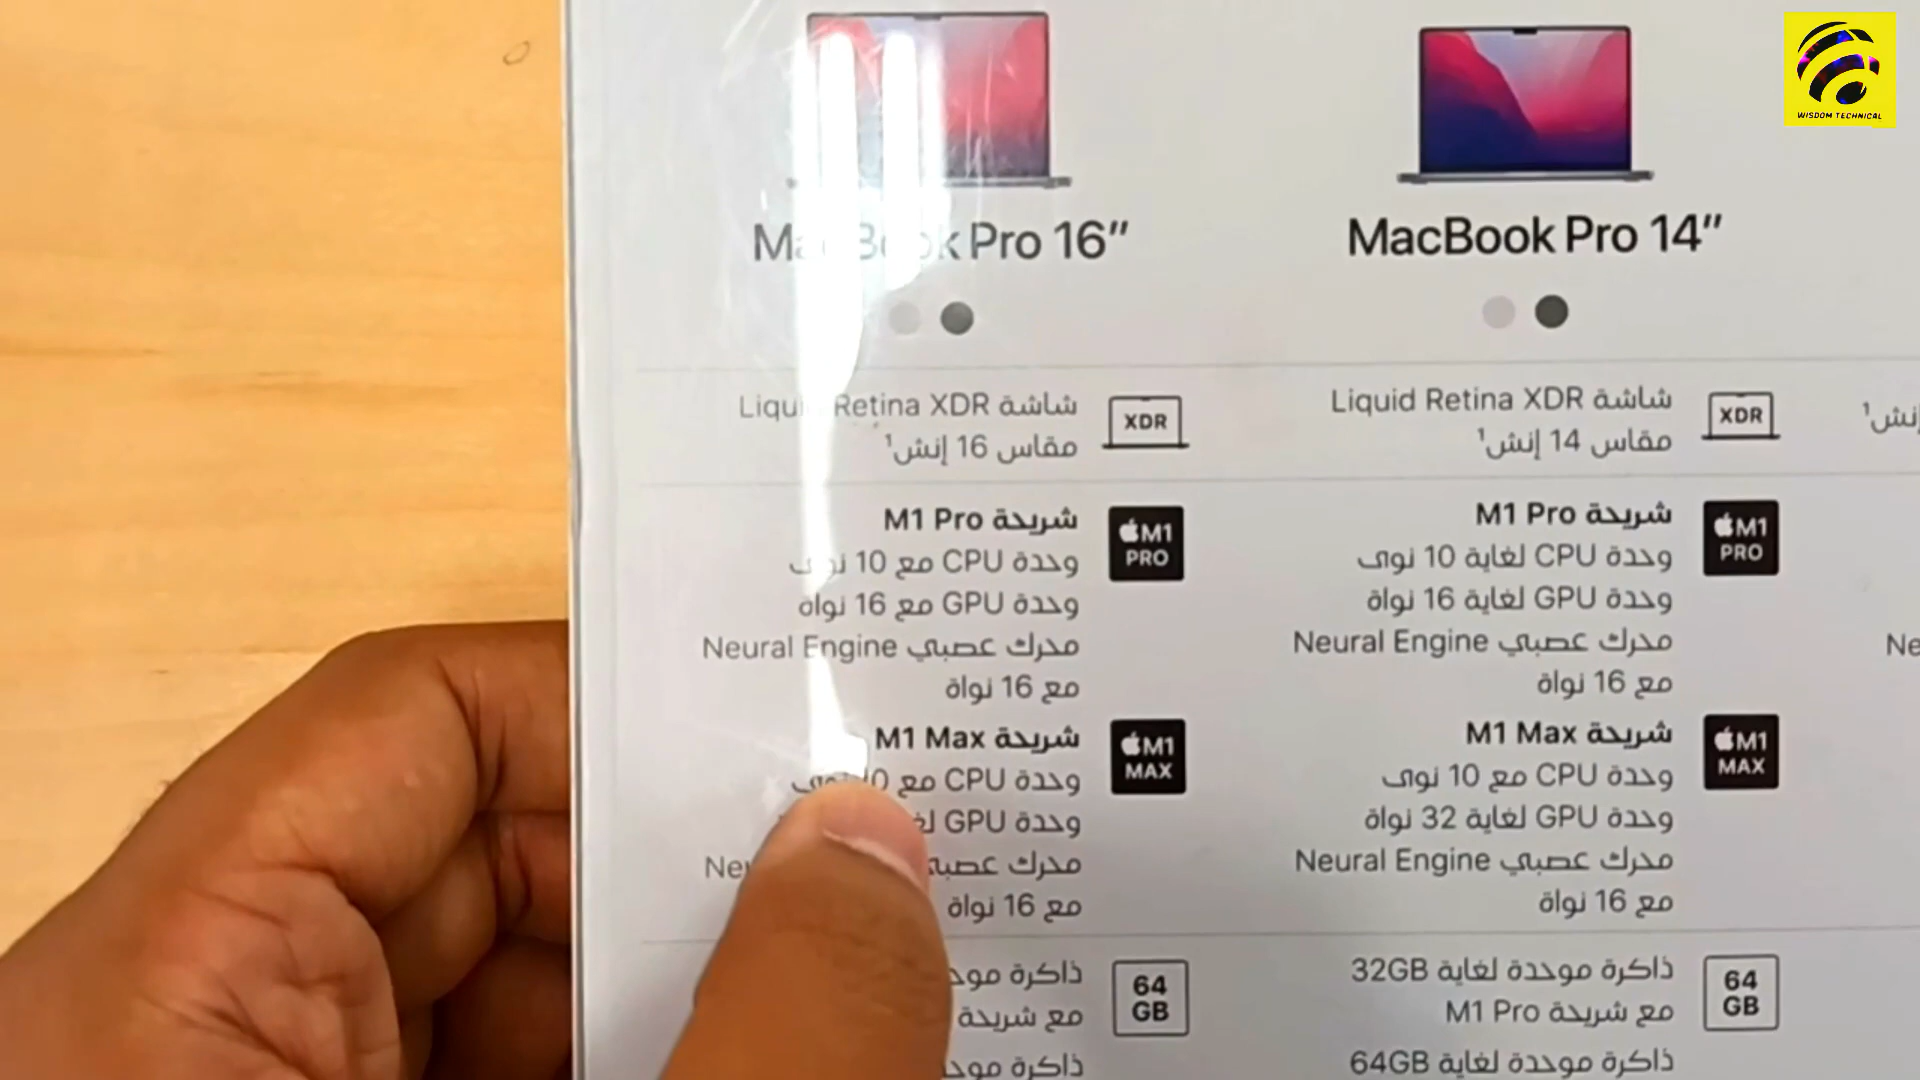 WISDOM TECHNICAL
MacBook Pro 16”
شاشة Liquid Retina XDR
مقاس 16 إنش¹
XDR
شريحة M1 Pro
وحدة CPU مع 10 نوى
وحدة GPU مع 16 نواة
محرك عصبي Neural Engine
مع 16 نواة
M1
PRO
شريحة M1 Max
وحدة CPU مع
وحدة GPU
محرك
مع 16 نواة
M1
MAX
ذاكرة
مع شريحة
ذاكرة
64
GB
MacBook Pro 14”
شاشة Liquid Retina XDR
مقاس 14 إنش¹
XDR
شريحة M1 Pro
وحدة CPU لغاية 10 نوى
وحدة GPU لغاية 16 نواة
محرك عصبي Neural Engine
مع 16 نواة
M1
PRO
شريحة M1 Max
وحدة CPU مع 10 نوى
وحدة GPU لغاية 32 نواة
محرك عصبي Neural Engine
مع 16 نواة
M1
MAX
ذاكرة موحدة لغاية 32GB
مع شريحة M1 Pro
ذاكرة موحدة لغاية 64GB
64
GB